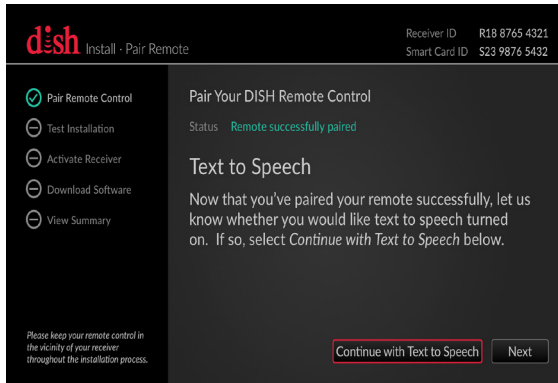 dish Install - Pair Remote
Receiver ID R18 8765 4321
Smart Card ID S23 9876 5432
Pair Remote Control
Test Installation
Activate Receiver
Download Software
View Summary
Please keep your remote control in
the vicinity of your receiver
throughout the installation process.
Pair Your DISH Remote Control
Status Remote successfully paired
Text to Speech
Now that you've paired your remote successfully, let us
know whether you would like text to speech turned
on. If so, select Continue with Text to Speech below.
Continue with Text to Speech
Next